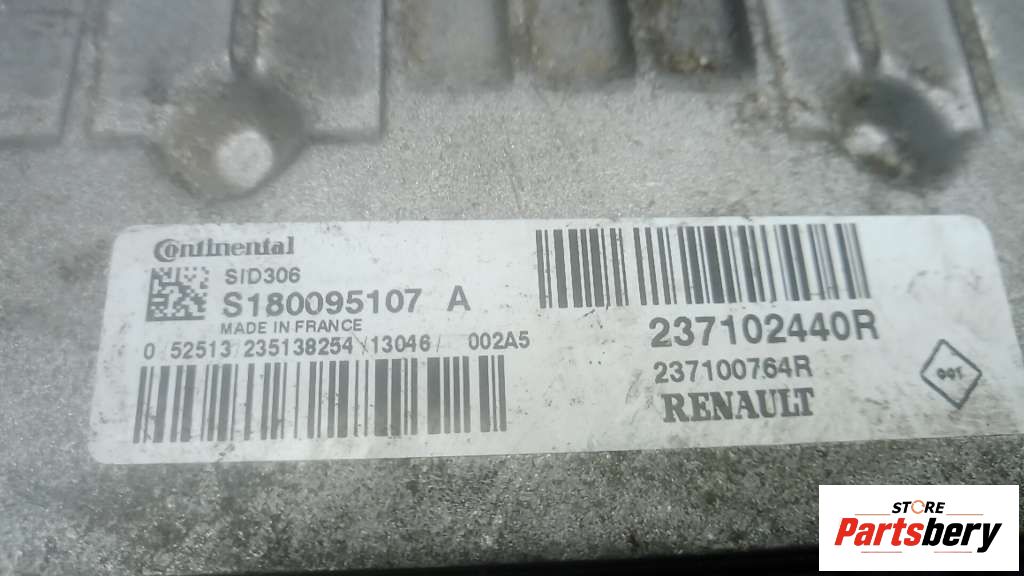 Continental
SID306
S180095107 A
MADE IN FRANCE
0 52513 235138254 13046 002A5
237102440R
237100764R
RENAULT
STORE
Partsbery